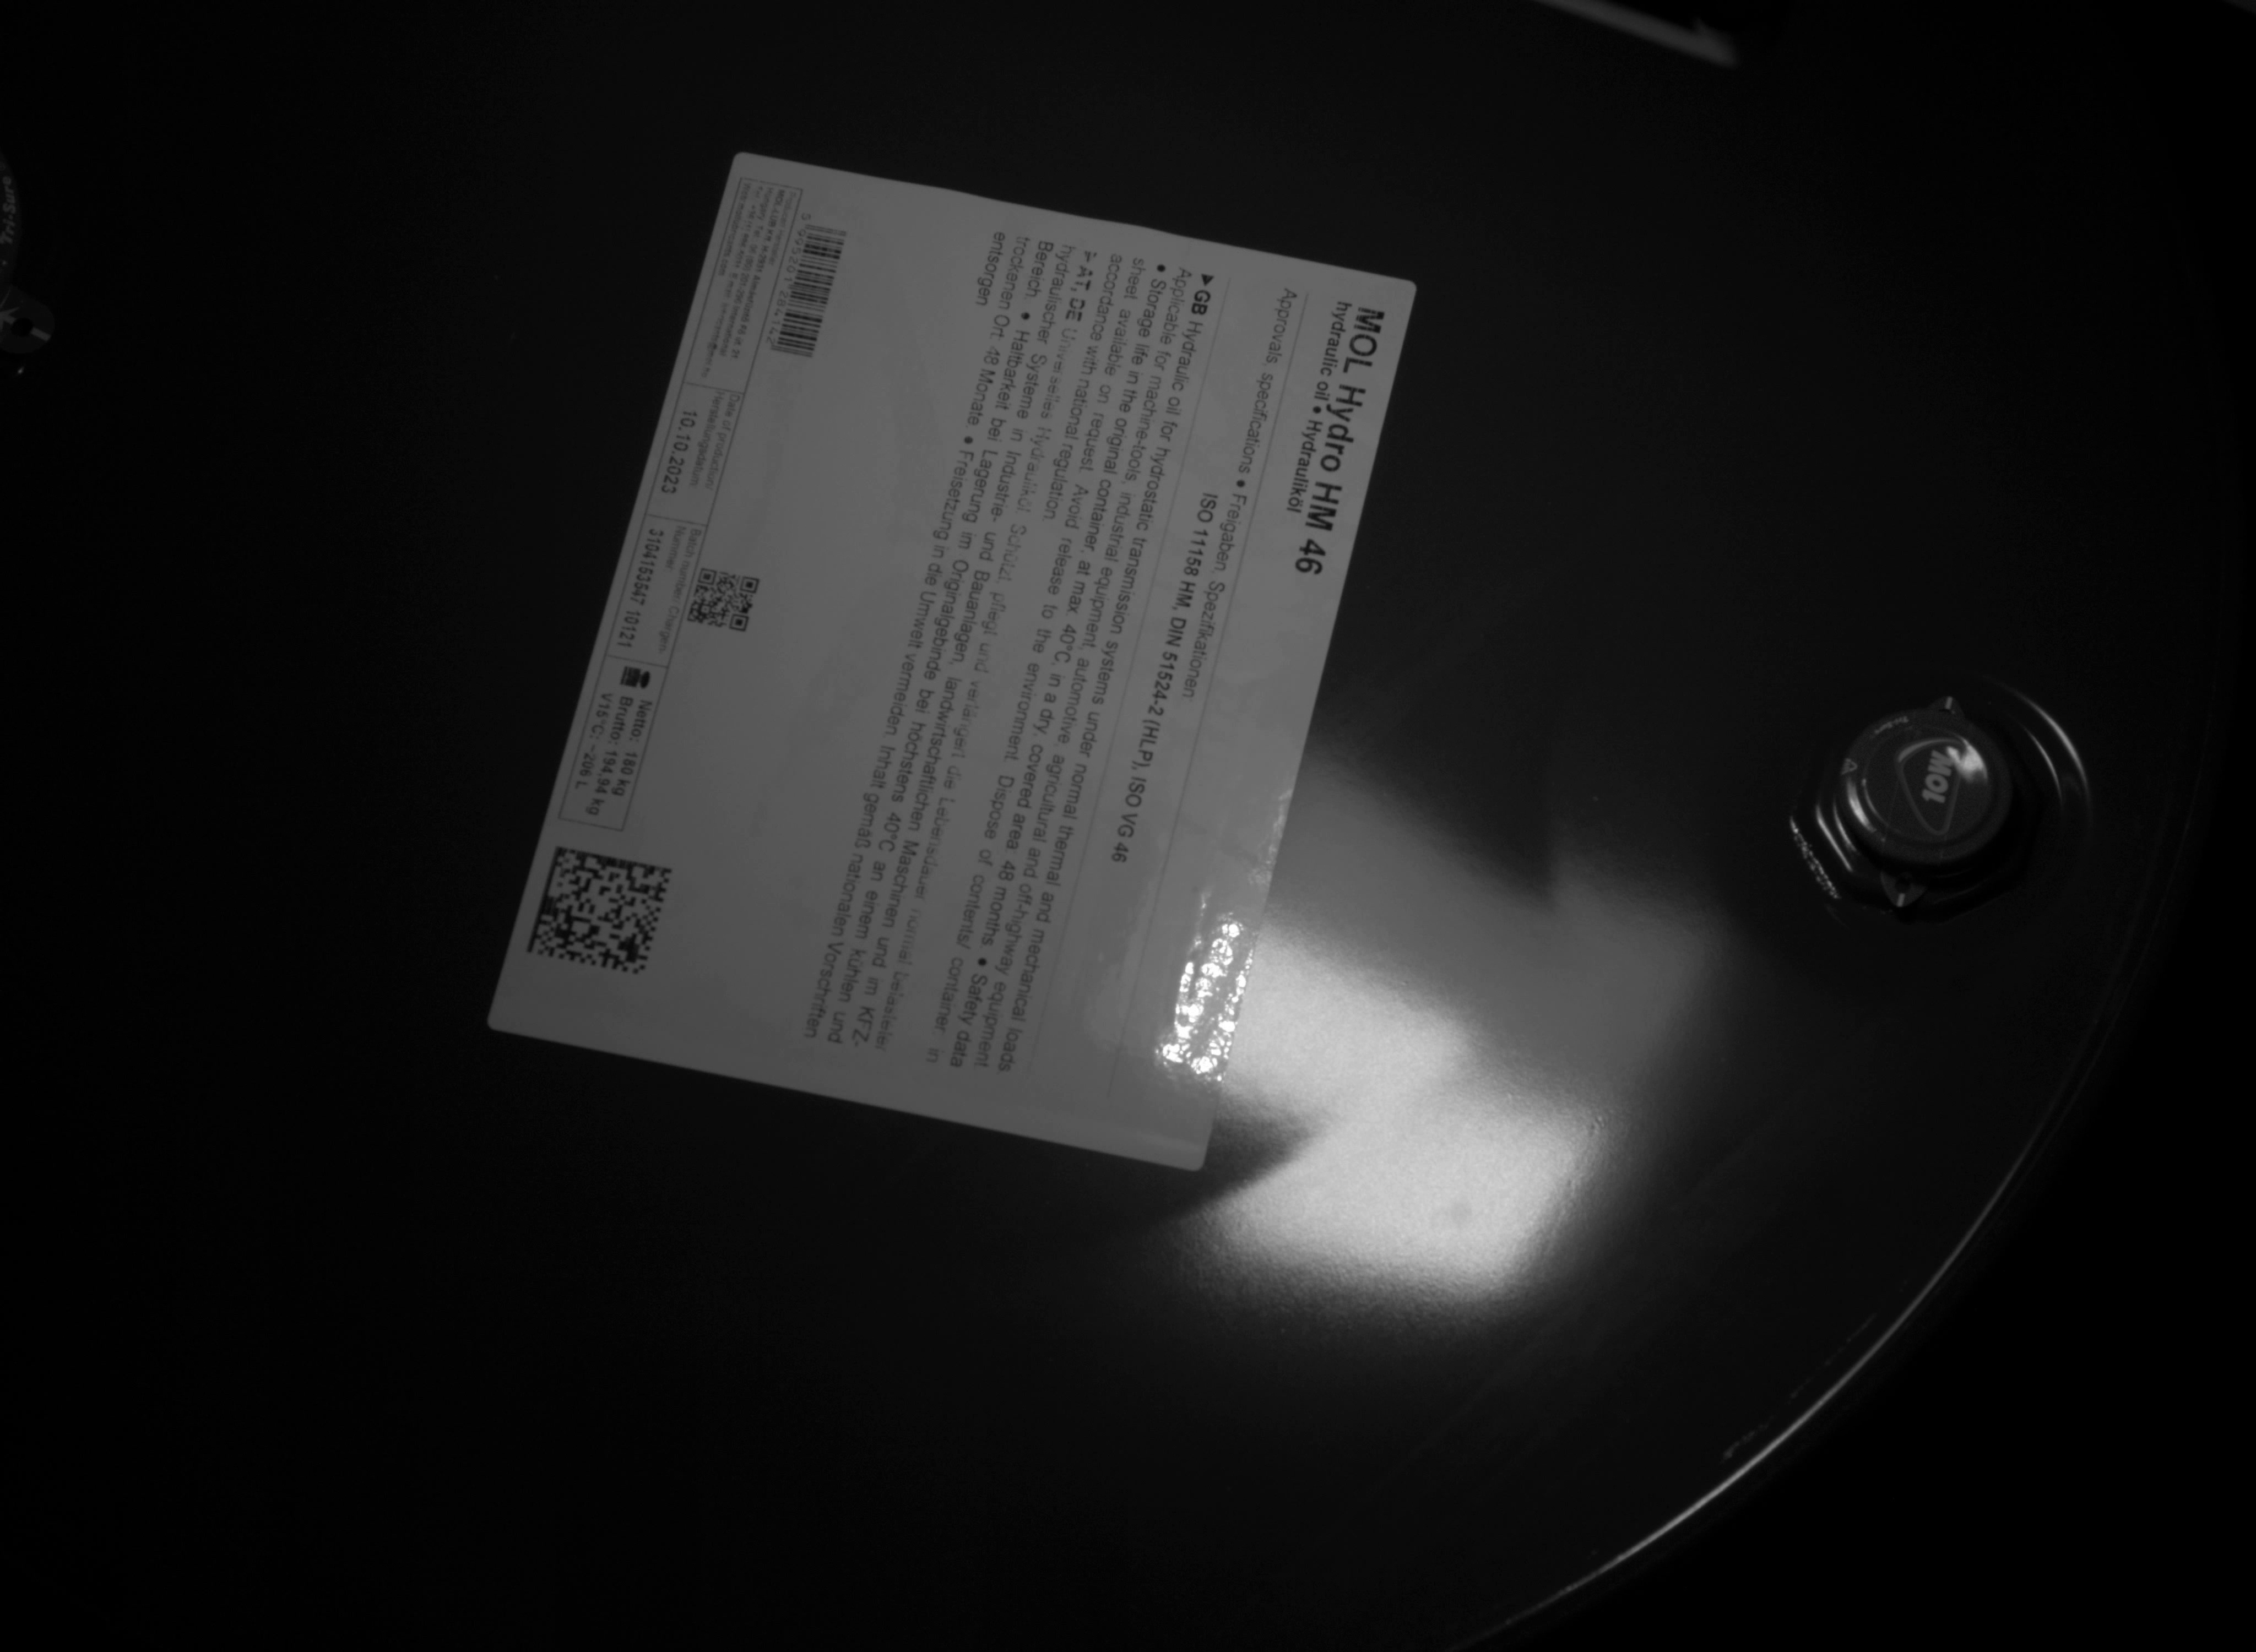 MOL Hydro HM 46
hydraulic oil • Hydrauliköl
Approvals, specifications • Freigaben, Spezifikationen:
ISO 11158 HM, DIN 51524-2 (HLP), ISO VG 46
►GB Hydraulic oil for hydrostatic transmission systems under normal thermal and mechanical loads
Applicable for machine-tools, industrial equipment, automotive, agricultural and off-highway equipment.
• Storage life in the original container, at max. 40°C, in a dry, covered area: 48 months. • Safety data
sheet available on request. Avoid release to the environment. Dispose of contents/ container in
accordance with national regulation.
AT, DE Universelles Hydrauliköl. Schützt, pflegt und verlängert die Lebensdauer normal belasteter
hydraulischer Systeme in Industrie- und Bauanlagen, landwirtschaftlichen Maschinen und im KFZ-
Bereich. • Haltbarkeit bei Lagerung im Originalgebinde bei höchstens 40°C an einem kühlen und
trockenen Ort: 48 Monate. • Freisetzung in die Umwelt vermeiden. Inhalt gemäß nationalen Vorschriften
entsorgen
Date of production/
Herstellungsdatum:
10.10.2023
Batch number/ Chargen-
Nummer:
3104163547 10121
Netto: 180 kg
Brutto: 194,94 kg
V15°C: ~206 L
MOL